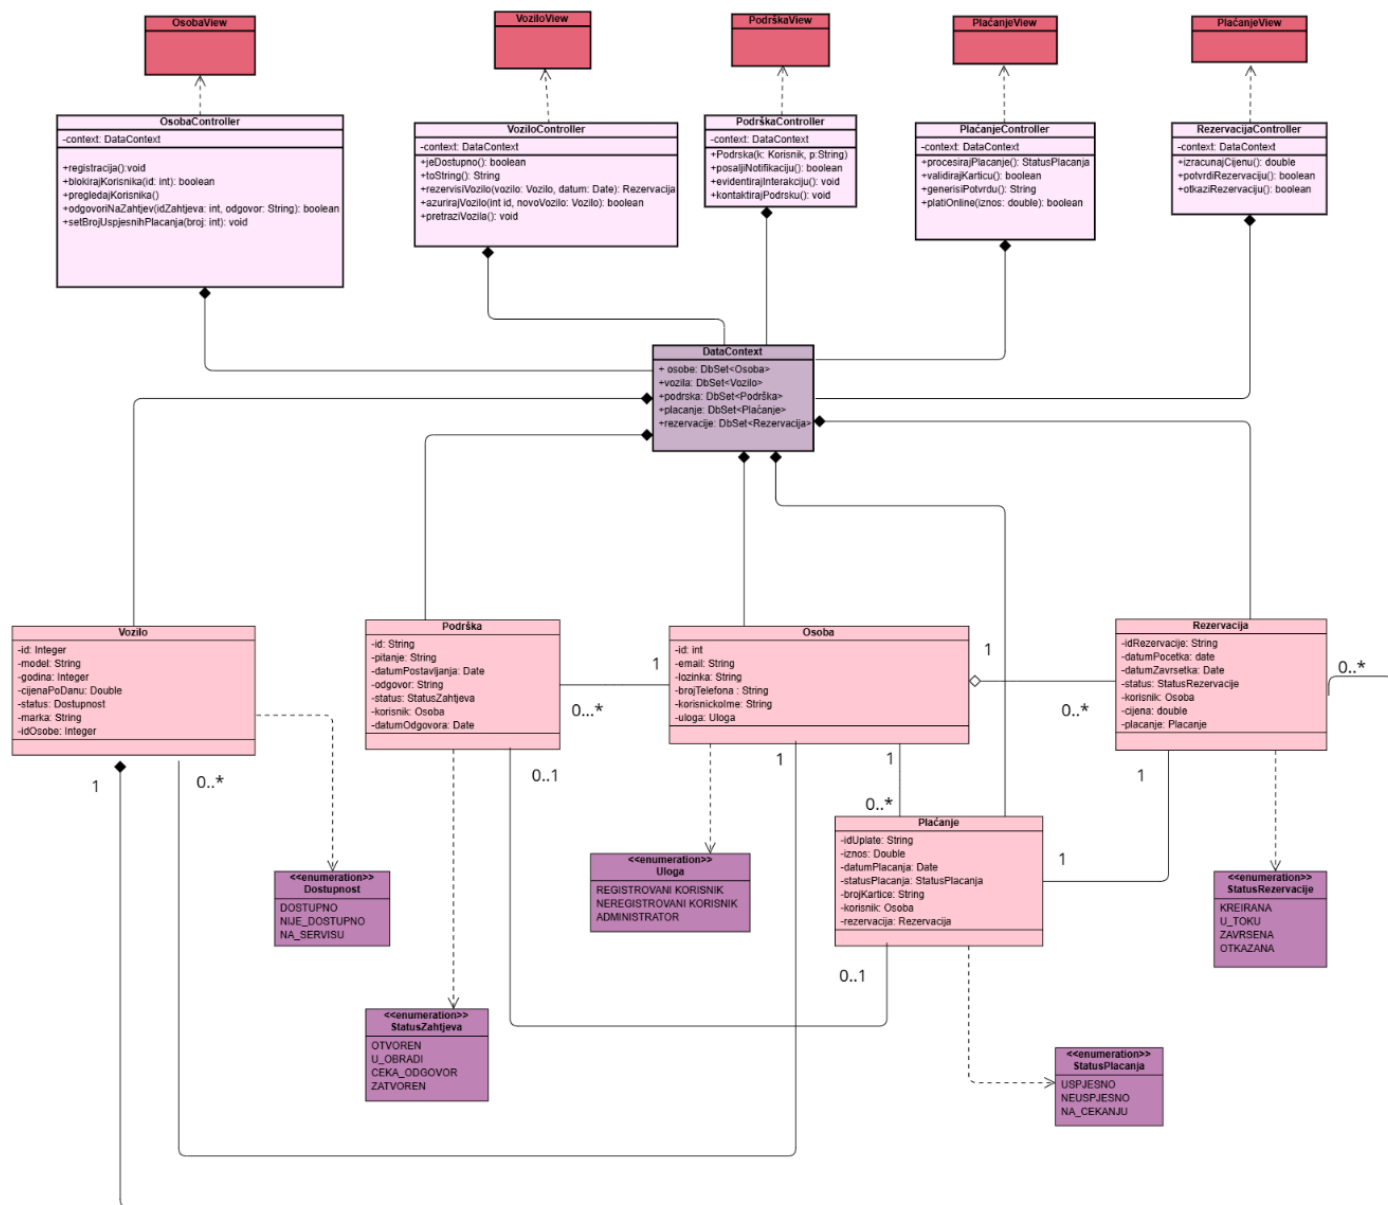 OsobaView
VoziloView
PodrškaView
PlaćanjeView
PlaćanjeView
OsobaController
-context: DataContext
+registracija():void
+blokirajKorisnika(id: int): boolean
+pregledajKorisnika()
+odgovoriNaZahtjev(idZahtjeva: int, odgovor: String): boolean
+setBrojUspjesnihPlacanja(broj: int): void
VoziloController
-context: DataContext
+jeDostupno(): boolean
+toString(): String
+rezervisiVozilo(vozilo: Vozilo, datum: Date): Rezervacija
+azurirajVozilo(int id, novoVozilo: Vozilo): boolean
+pretraziVozila(): void
PodrškaController
-context: DataContext
+Podrska(k: Korisnik, p:String)
+posaljiNotifikaciju(): boolean
+evidentirajInterakciju(): void
+kontaktirajPodrsku(): void
PlaćanjeController
-context: DataContext
+procesirajPlacanje(): StatusPlacanja
+validirajKarticu(): boolean
+generisiPotvrdu(): String
+platiOnline(iznos: double): boolean
RezervacijaController
-context: DataContext
+izracunajCijenu(): double
+potvrdiRezervaciju(): boolean
+otkaziRezervaciju(): boolean
DataContext
+ osobe: DbSet<Osoba>
+vozila: DbSet<Vozilo>
+podrska: DbSet<Podrška>
+placanje: DbSet<Plaćanje>
+rezervacije: DbSet<Rezervacija>
Vozilo
-id: Integer
-model: String
-godina: Integer
-cijenaPoDanu: Double
-status: Dostupnost
-marka: String
-idOsobe: Integer
Podrška
-id: String
-pitanje: String
-datumPostavljanja: Date
-odgovor: String
-status: StatusZahtjeva
-korisnik: Osoba
-datumOdgovora: Date
Osoba
-id: int
-email: String
-lozinka: String
-brojTelefona : String
-korisnickoIme: String
-uloga: Uloga
Rezervacija
-idRezervacije: String
-datumPocetka: date
-datumZavrsetka: Date
-status: StatusRezervacije
-korisnik: Osoba
-cijena: double
-placanje: Placanje
1
0...*
1
0..*
0..*
1
0..*
0..1
1
1
0..*
1
1
0..1
Plaćanje
-idUplate: String
-iznos: Double
-datumPlacanja: Date
-statusPlacanja: StatusPlacanja
-brojKartice: String
-korisnik: Osoba
-rezervacija: Rezervacija
<<enumeration>>
Dostupnost
DOSTUPNO
NIJE_DOSTUPNO
NA_SERVISU
<<enumeration>>
Uloga
REGISTROVANI KORISNIK
NEREGISTROVANI KORISNIK
ADMINISTRATOR
<<enumeration>>
StatusRezervacije
KREIRANA
U_TOKU
ZAVRSENA
OTKAZANA
<<enumeration>>
StatusZahtjeva
OTVOREN
U_OBRADI
CEKA_ODGOVOR
ZATVOREN
<<enumeration>>
StatusPlacanja
USPJESNO
NEUSPJESNO
NA_CEKANJU